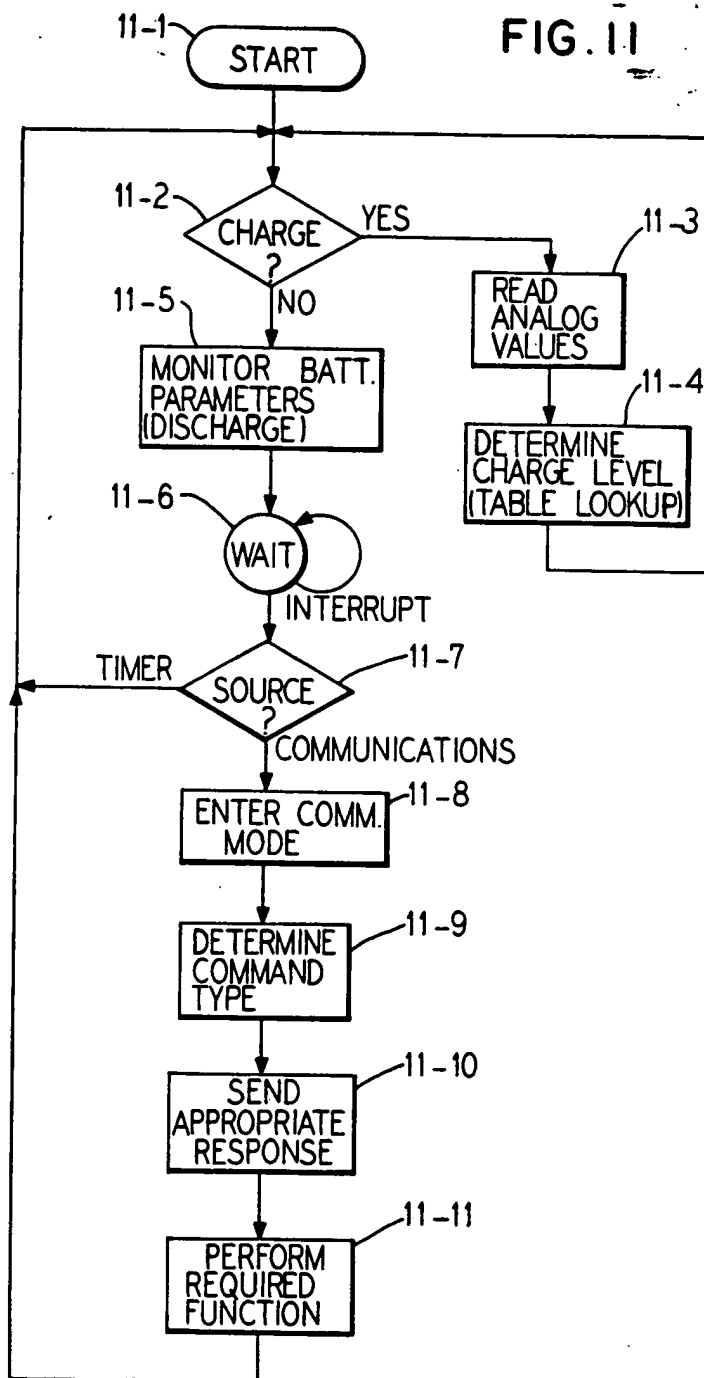 FIG. 11
11-1
START
11-2
CHARGE
?
YES
NO
11-3
READ
ANALOG
VALUES
11-4
DETERMINE
CHARGE LEVEL
(TABLE LOOKUP)
11-5
MONITOR BATT.
PARAMETERS
(DISCHARGE)
11-6
WAIT
INTERRUPT
11-7
SOURCE
?
TIMER
COMMUNICATIONS
11-8
ENTER COMM.
MODE
11-9
DETERMINE
COMMAND
TYPE
11-10
SEND
APPROPRIATE
RESPONSE
11-11
PERFORM
REQUIRED
FUNCTION